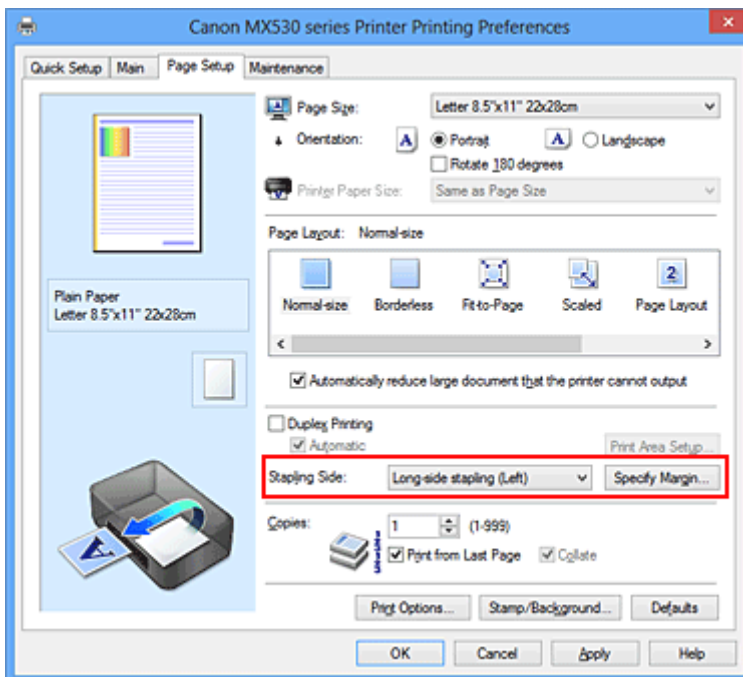 Canon MX530 series Printer Printing Preferences
Quick Setup Main Page Setup Maintenance
Page Size: Letter 8.5"x11" 22x28cm
Orientation: A Portrait A Landscape
Rotate 180 degrees
Printer Paper Size: Same as Page Size
Page Layout: Normal-size
2
Normal-size Borderless Fit-to-Page Scaled Page Layout
Plain Paper
Letter 8.5"x11" 22x28cm
Automatically reduce large document that the printer cannot output
Duplex Printing
Automatic Print Area Setup...
Stapling Side: Long-side stapling (Left) Specify Margin...
Copies: 1 (1-999)
Print from Last Page Collate
A
Print Options... Stamp/Background... Defaults
OK Cancel Apply Help